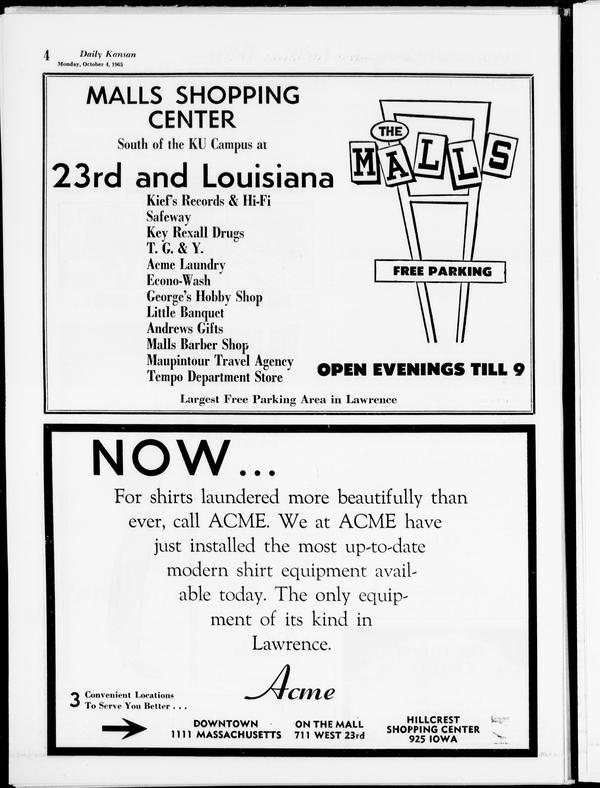 4
Daily Kansan
Monday, October 4, 1965
MALLS SHOPPING
CENTER
South of the KU Campus at
23rd and Louisiana
Kief's Records & Hi-Fi
Safeway
Key Rexall Drugs
T. G. & Y.
Acme Laundry
Econo-Wash
George's Hobby Shop
Little Banquet
Andrews Gifts
Malls Barber Shop
Maupintour Travel Agency
Tempo Department Store
THE
MALLS
FREE PARKING
OPEN EVENINGS TILL 9
Largest Free Parking Area in Lawrence
NOW...
For shirts laundered more beautifully than
ever, call ACME. We at ACME have
just installed the most up-to-date
modern shirt equipment avail-
able today. The only equip-
ment of its kind in
Lawrence.
Acme
3 Convenient Locations
To Serve You Better . . .
DOWNTOWN
1111 MASSACHUSETTS
ON THE MALL
711 WEST 23rd
HILLCREST
SHOPPING CENTER
925 IOWA